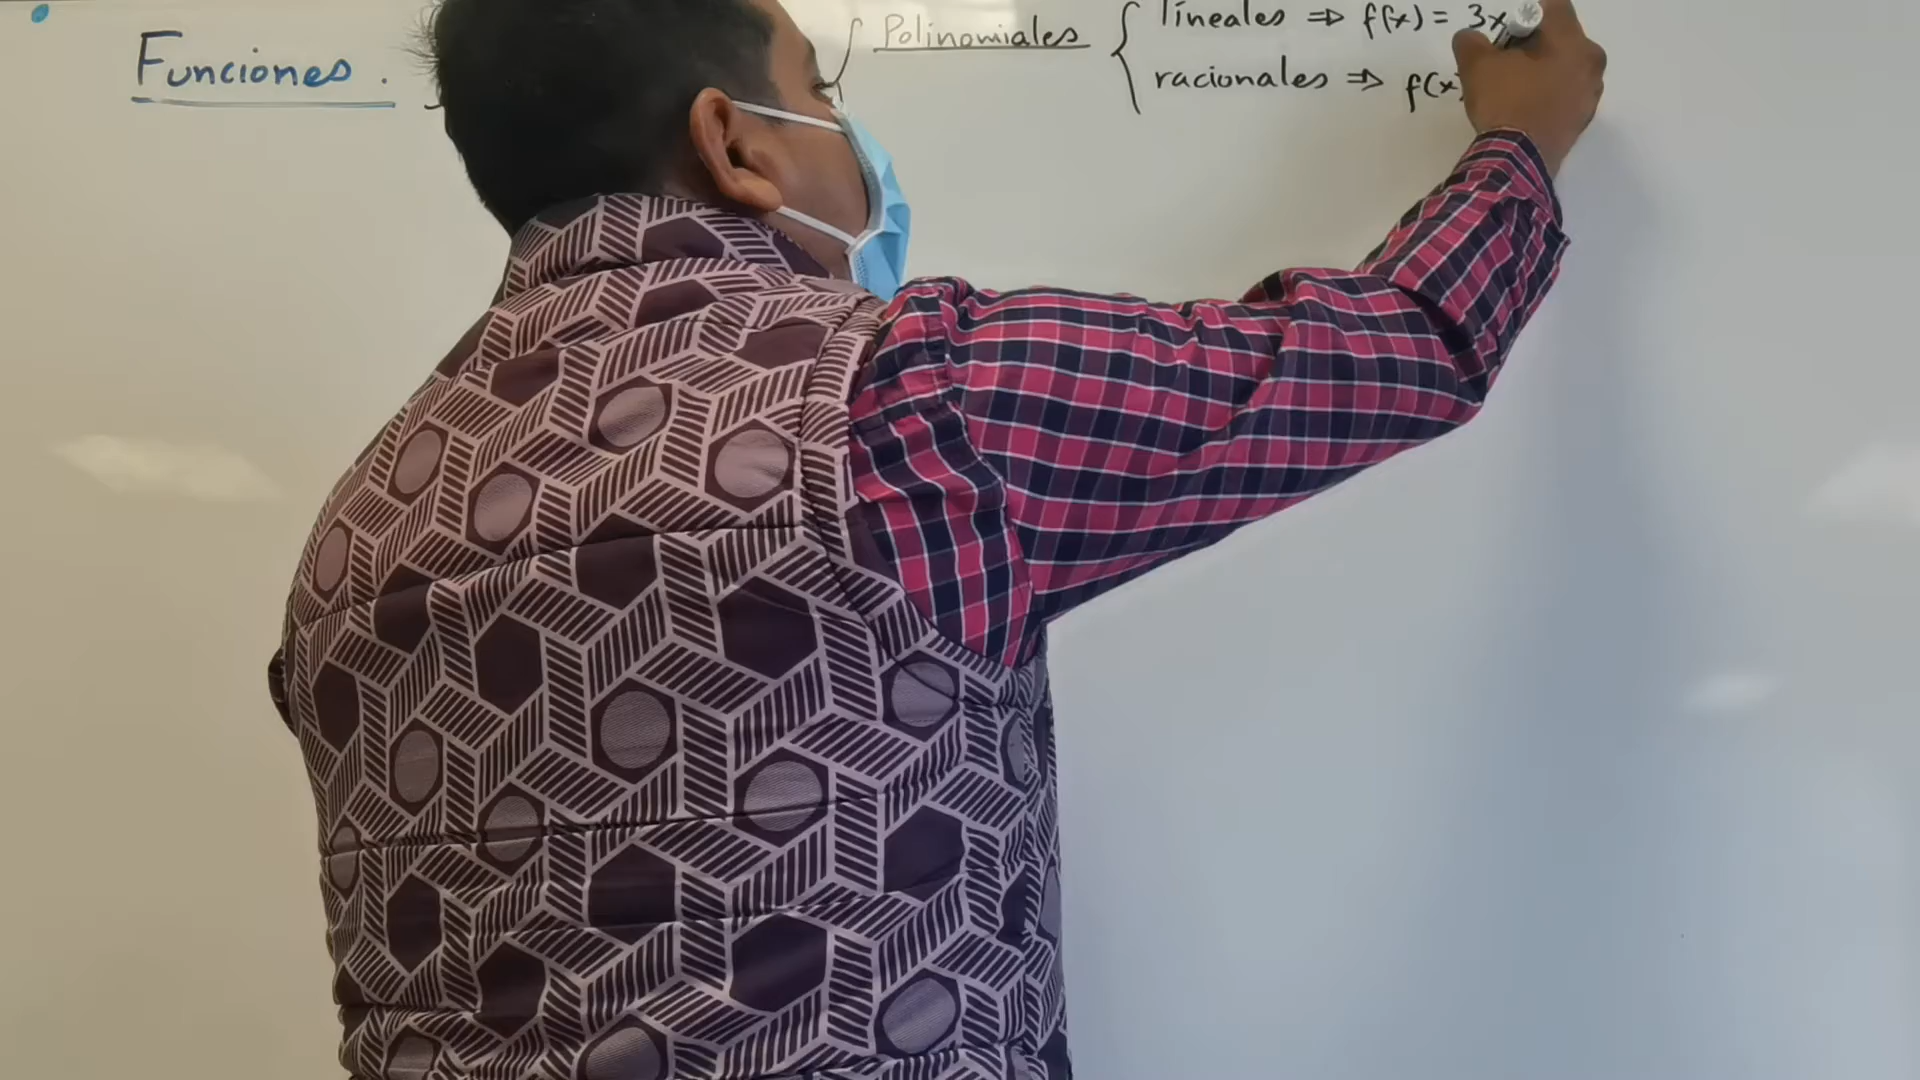 Funciones.
Polinomiales
lineales ⇒ f(x) = 3x
racionales ⇒ f(x)